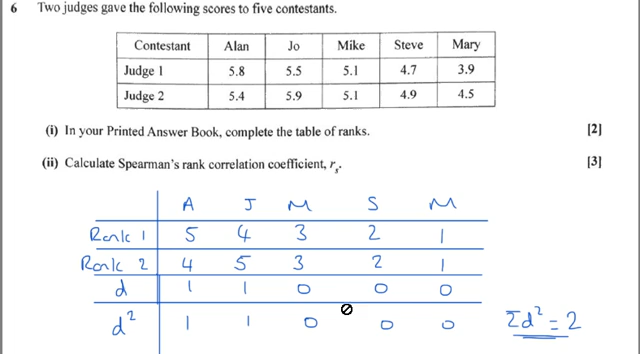 6 Two judges gave the following scores to five contestants.
Contestant Alan Jo Mike Steve Mary
Judge 1 5.8 5.5 5.1 4.7 3.9
Judge 2 5.4 5.9 5.1 4.9 4.5
(i) In your Printed Answer Book, complete the table of ranks. [2]
(ii) Calculate Spearman's rank correlation coefficient, rₛ. [3]
A J M S M
Rank 1 5 4 3 2 1
Rank 2 4 5 3 2 1
d 1 1 0 0 0
d² 1 1 0 0 0 Σd² = 2